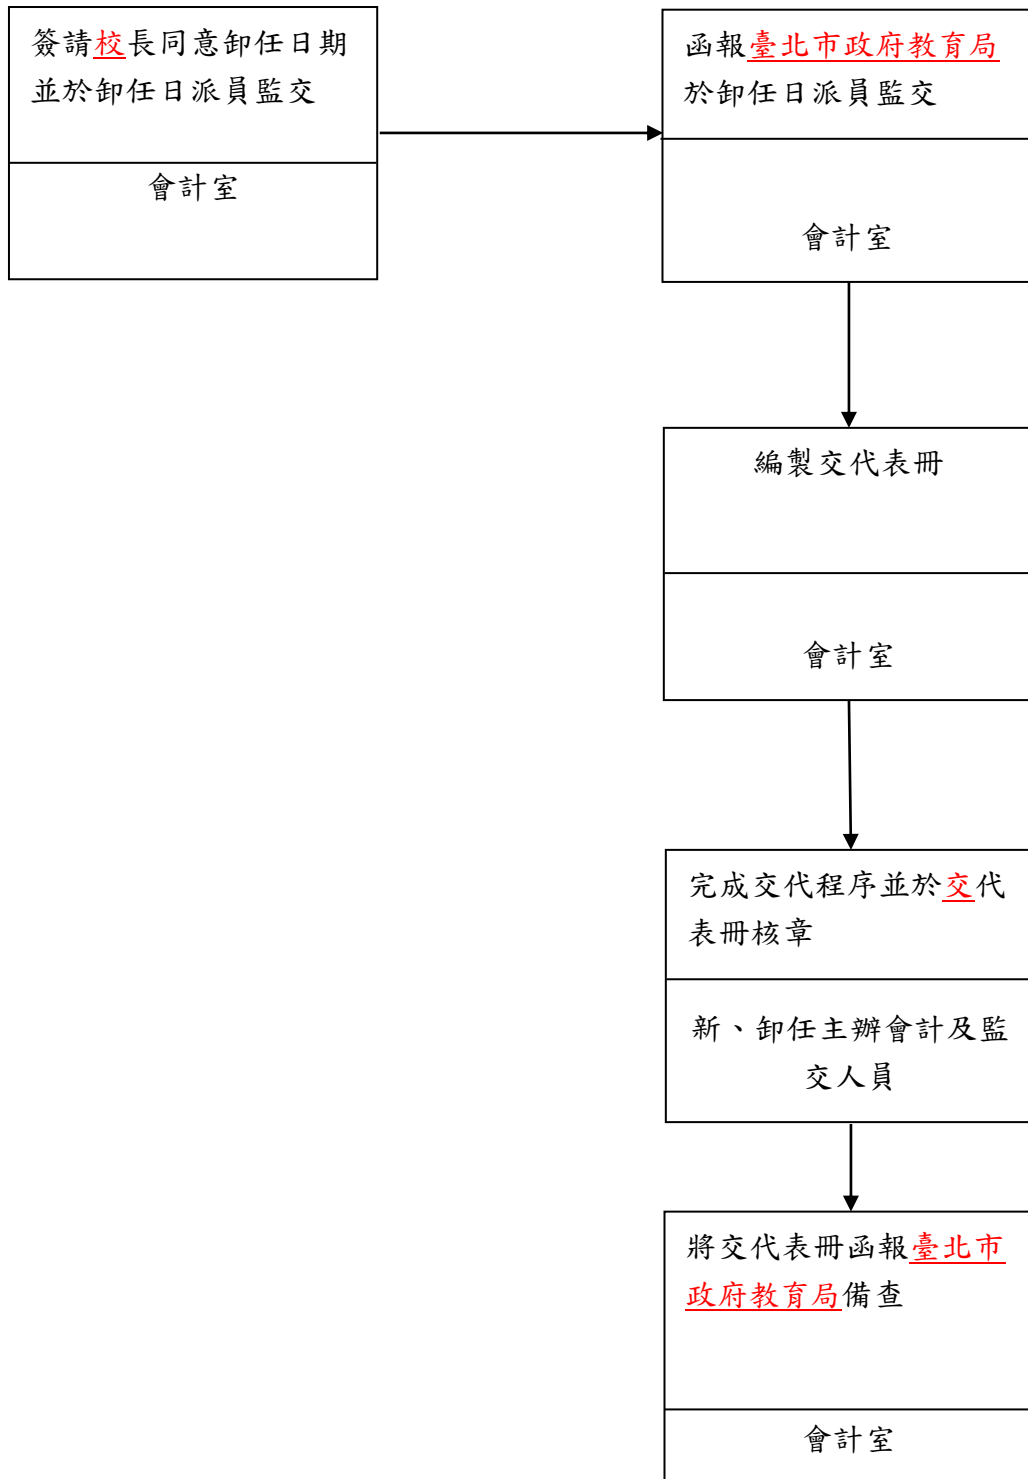 簽請校長同意卸任日期
並於卸任日派員監交
會計室
函報臺北市政府教育局
於卸任日派員監交
會計室
編製交代表冊
會計室
完成交代程序並於交代
表冊核章
新、卸任主辦會計及監
交人員
將交代表冊函報臺北市
政府教育局備查
會計室